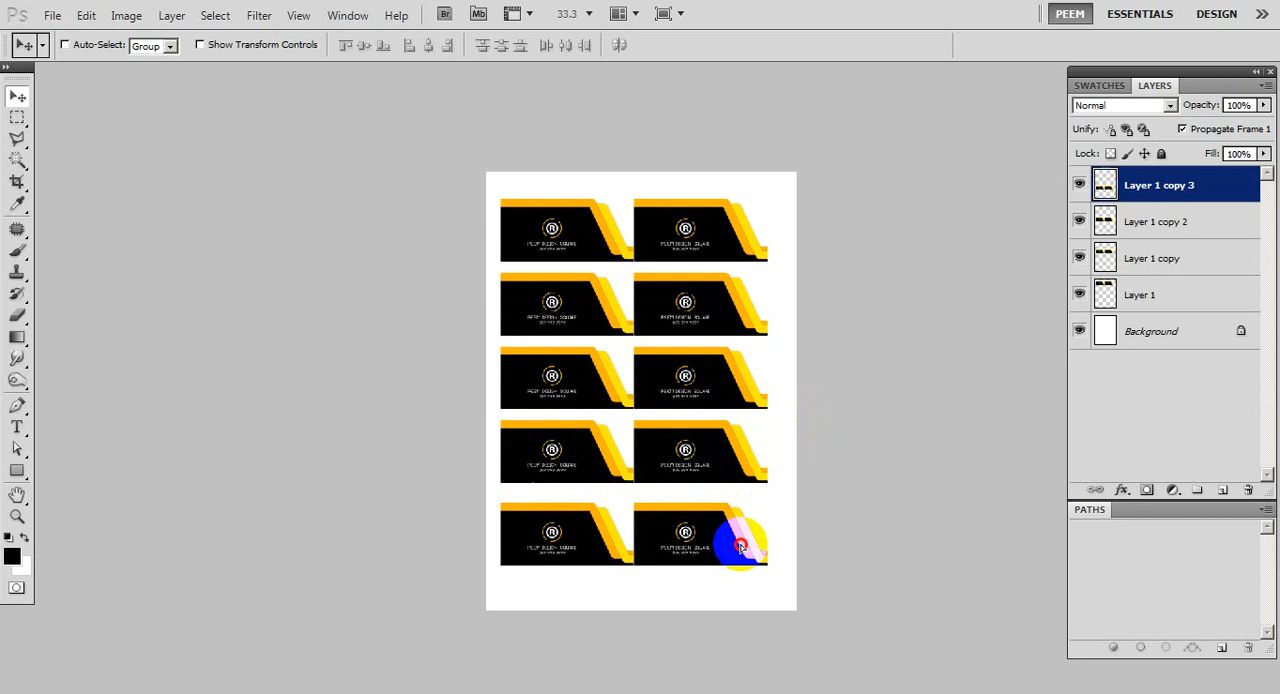 Ps File Edit Image Layer Select Filter View Window Help Br Mb 33.3 PEEM ESSENTIALS DESIGN
Auto-Select: Group Show Transform Controls
SWATCHES LAYERS
Normal Opacity: 100%
Unify: Propagate Frame 1
Lock: Fill: 100%
Layer 1 copy 3
Layer 1 copy 2
Layer 1 copy
Layer 1
Background
PATHS